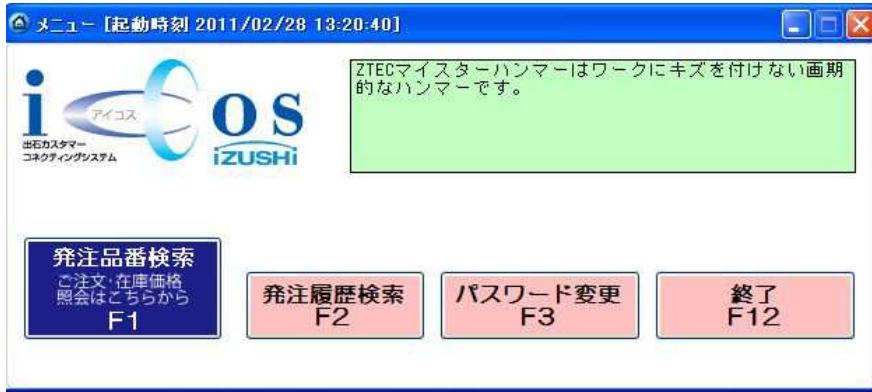 メニュー [起動時刻 2011/02/28 13:20:40]
iCOS
アイコス
出石カスタマー
コネクティングシステム
iZUSHi
ZTECマイスターハンマーはワークにキズを付けない画期
的なハンマーです。
発注品番検索
ご注文・在庫価格
照会はこちらから
F1
発注履歴検索
F2
パスワード変更
F3
終了
F12